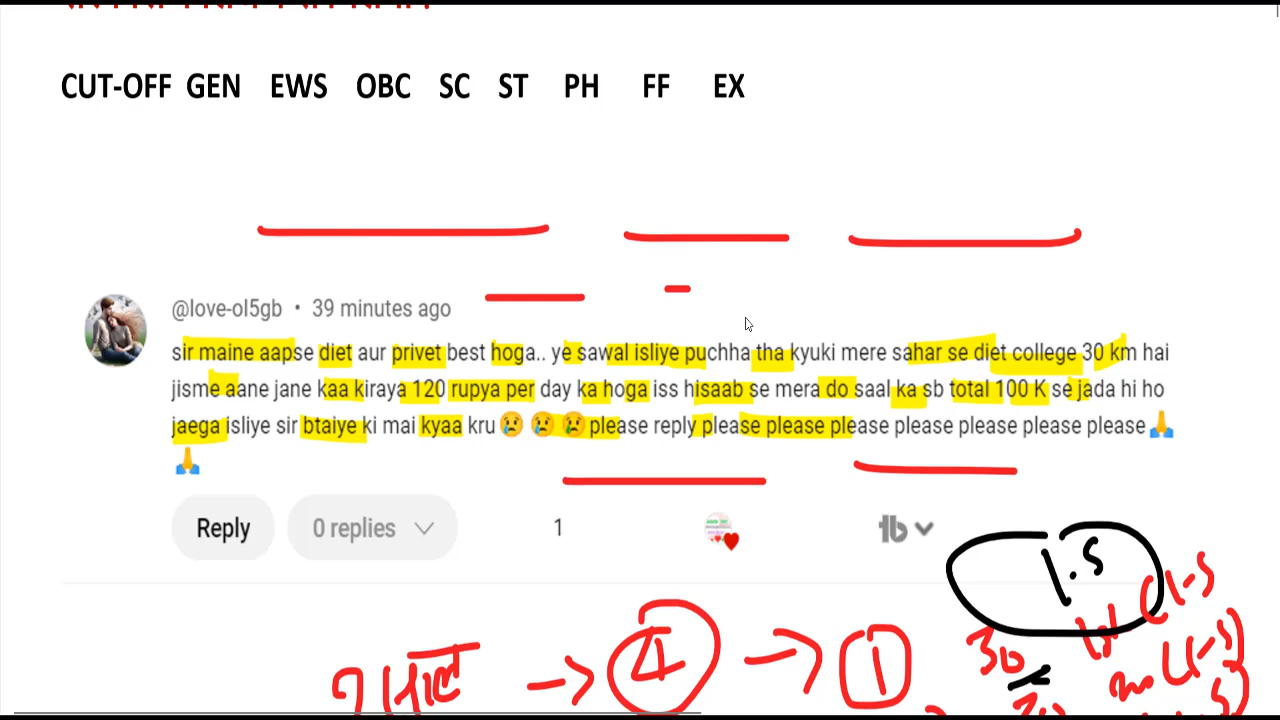 CUT-OFF GEN EWS OBC SC ST PH FF EX
@love-ol5gb • 39 minutes ago
sir maine aapse diet aur privet best hoga.. ye sawal isliye puchha tha kyuki mere sahar se diet college 30 km hai
jisme aane jane kaa kiraya 120 rupya per day ka hoga iss hisaab se mera do saal ka sb total 100 K se jada hi ho
jaega isliye sir btaiye ki mai kyaa kru😢😢😢please reply please please please please please please please🙏
🙏
Reply 0 replies 1
1.5
4 1 30